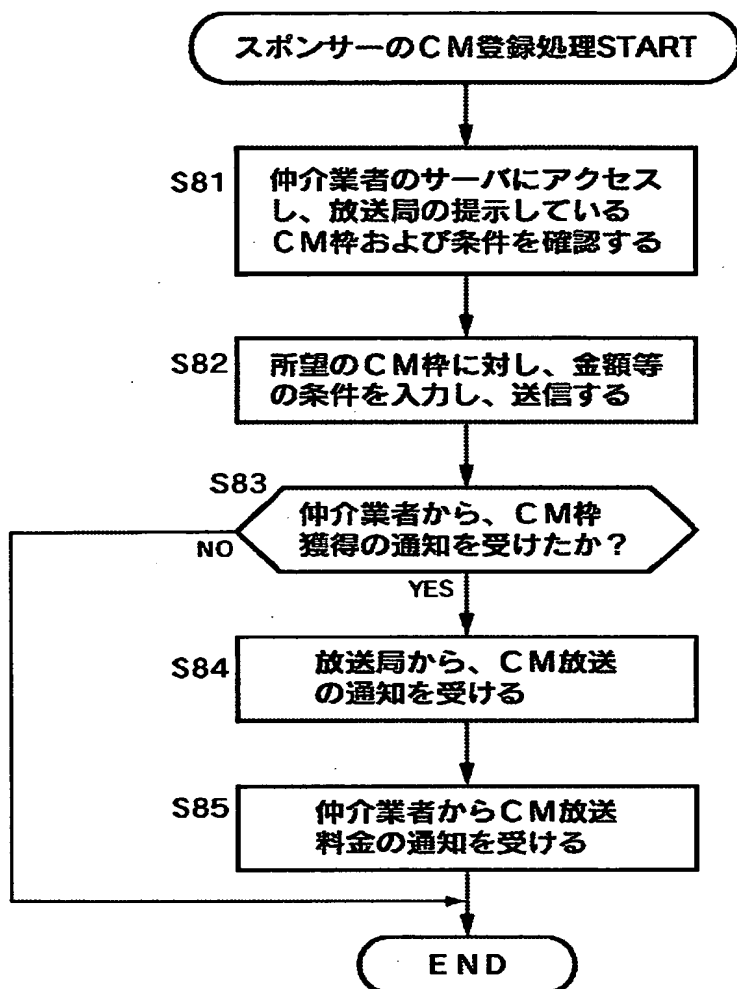 スポンサーのCM登録処理START
S81
仲介業者のサーバにアクセス
し、放送局の提示している
CM枠および条件を確認する
S82
所望のCM枠に対し、金額等
の条件を入力し、送信する
S83
仲介業者から、CM枠
獲得の通知を受けたか？
NO
YES
S84
放送局から、CM放送
の通知を受ける
S85
仲介業者からCM放送
料金の通知を受ける
END